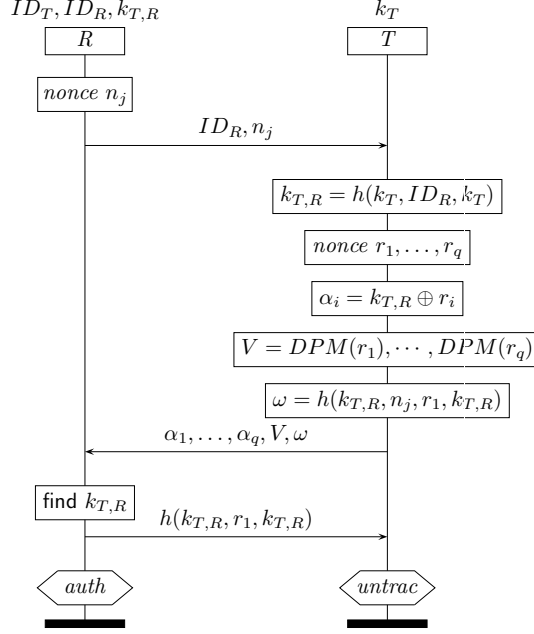 ID_T, ID_R, k_{T,R}
k_T
R
T
nonce n_j
ID_R, n_j
k_{T,R} = h(k_T, ID_R, k_T)
nonce r_1, ..., r_q
α_i = k_{T,R} ⊕ r_i
V = DPM(r_1), ··· , DPM(r_q)
ω = h(k_{T,R}, n_j, r_1, k_{T,R})
α_1, ..., α_q, V, ω
find k_{T,R}
h(k_{T,R}, r_1, k_{T,R})
auth
untrac